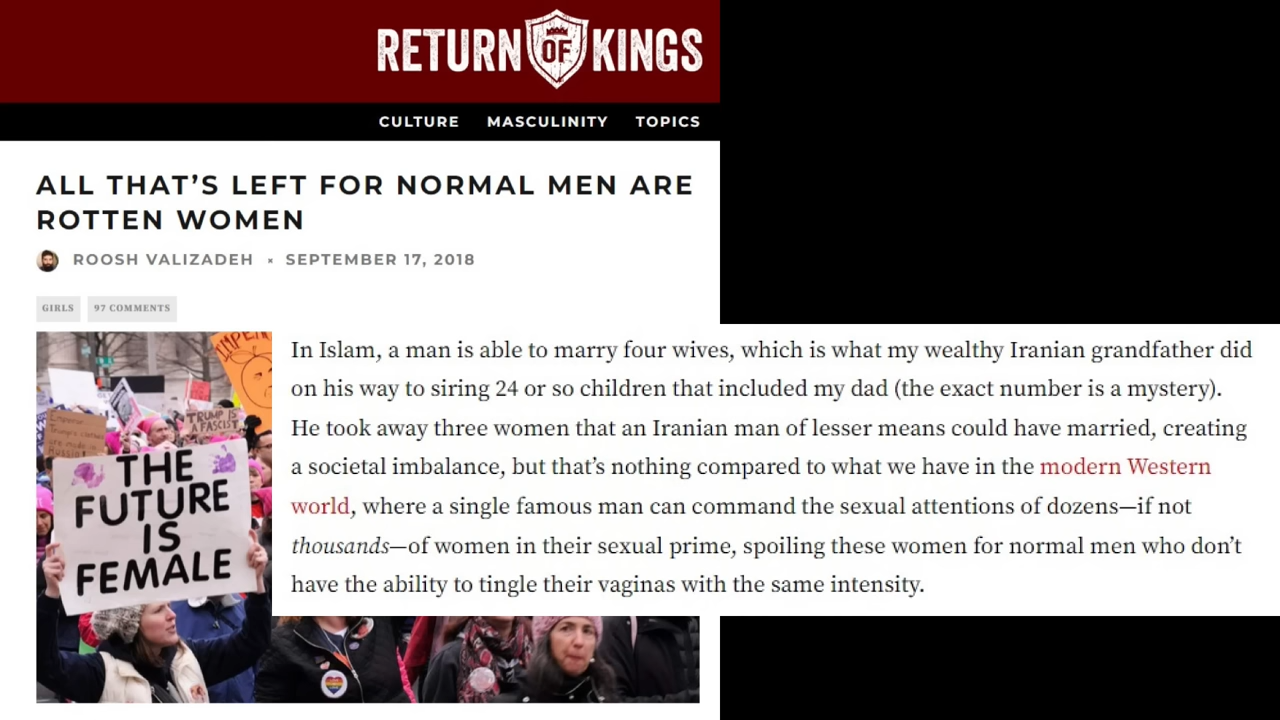 RETURN OF KINGS
CULTURE MASCULINITY TOPICS
ALL THAT’S LEFT FOR NORMAL MEN ARE
ROTTEN WOMEN
ROOSH VALIZADEH × SEPTEMBER 17, 2018
GIRLS 97 COMMENTS
TRUMP IS
A FASCIST
THE
FUTURE
IS
FEMALE
In Islam, a man is able to marry four wives, which is what my wealthy Iranian grandfather did
on his way to siring 24 or so children that included my dad (the exact number is a mystery).
He took away three women that an Iranian man of lesser means could have married, creating
a societal imbalance, but that’s nothing compared to what we have in the modern Western
world, where a single famous man can command the sexual attentions of dozens—if not
thousands—of women in their sexual prime, spoiling these women for normal men who don’t
have the ability to tingle their vaginas with the same intensity.